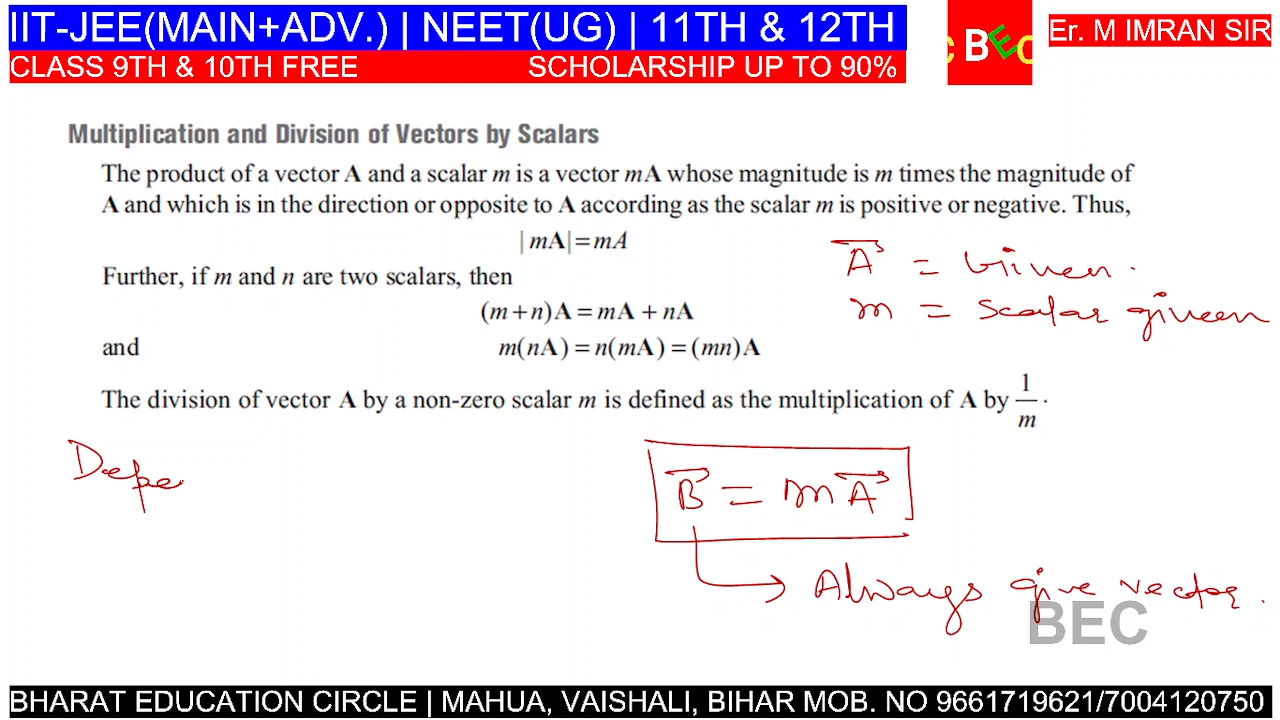 IIT-JEE(MAIN+ADV.) | NEET(UG) | 11TH & 12TH
CLASS 9TH & 10TH FREE SCHOLARSHIP UP TO 90%
C BEC
Er. M IMRAN SIR
Multiplication and Division of Vectors by Scalars
The product of a vector A and a scalar m is a vector mA whose magnitude is m times the magnitude of
A and which is in the direction or opposite to A according as the scalar m is positive or negative. Thus,
|mA|=mA
Further, if m and n are two scalars, then
(m+n)A = mA + nA
and m(nA) = n(mA) = (mn)A
The division of vector A by a non-zero scalar m is defined as the multiplication of A by 1/m.
A⃗ = Given.
m = Scalar giveen
Depe
B⃗ = mA⃗
Always give vector.
BEC
BHARAT EDUCATION CIRCLE | MAHUA, VAISHALI, BIHAR MOB. NO 9661719621/7004120750